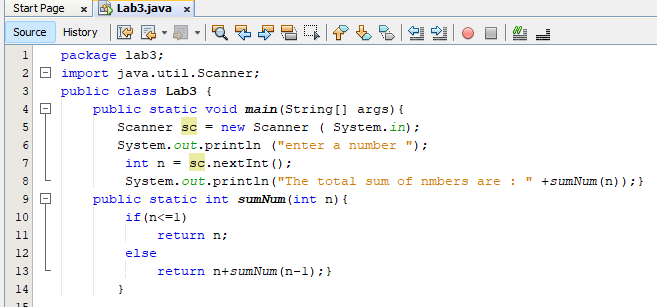 Start Page x Lab3.java x
Source History
1 package lab3;
2 import java.util.Scanner;
3 public class Lab3 {
4 public static void main(String[] args){
5 Scanner sc = new Scanner ( System.in);
6 System.out.println ("enter a number ");
7 int n = sc.nextInt();
8 System.out.println("The total sum of nmbers are : " +sumNum(n));}
9 public static int sumNum(int n){
10 if(n<=1)
11 return n;
12 else
13 return n+sumNum(n-1);}
14 }
15